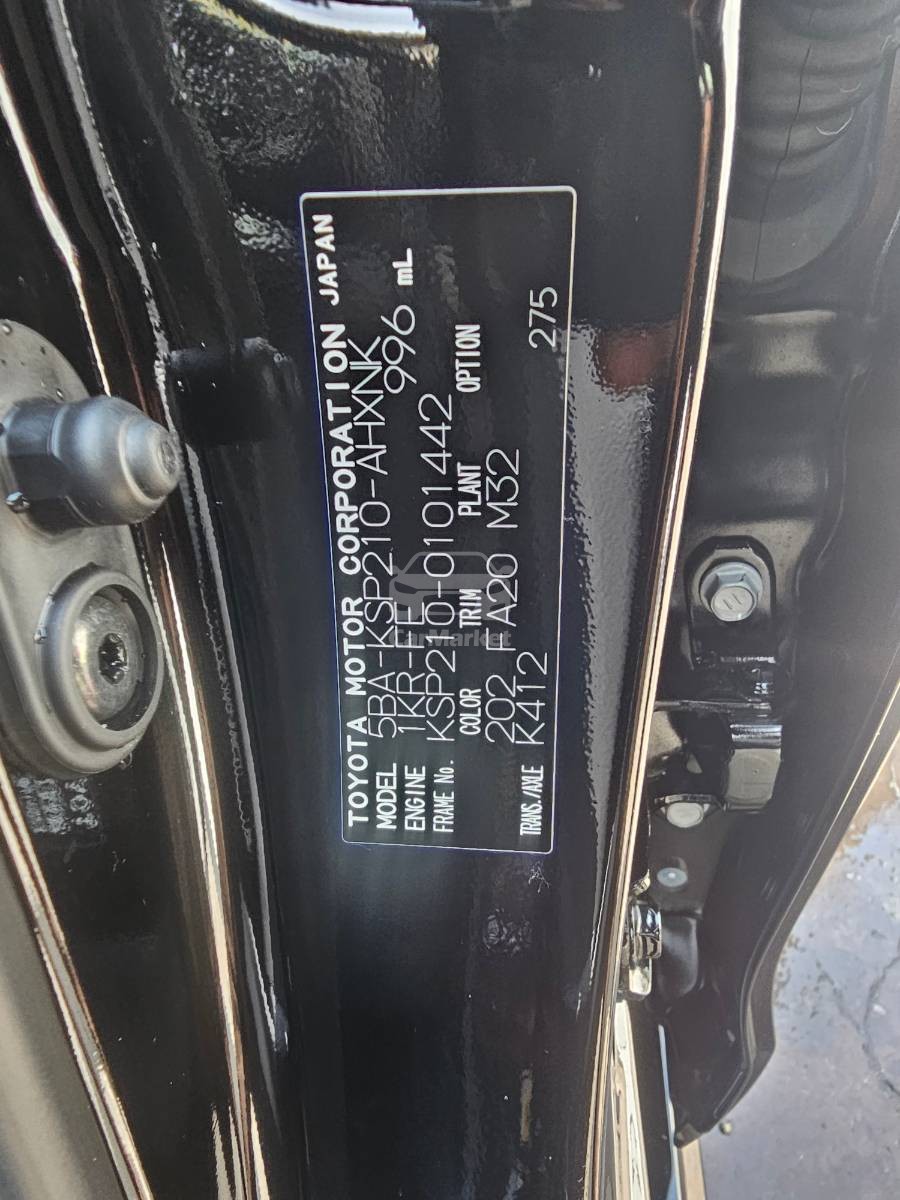 TOYOTA MOTOR CORPORATION JAPAN
MODEL 5BA-KSP210-AHXNK
ENGINE 1KR-FE 996 mL
FRAME No. KSP210-0101442
COLOR TRIM PLANT OPTION
202 FA20 M32
TRANS./AXLE K412 275
CarMarket